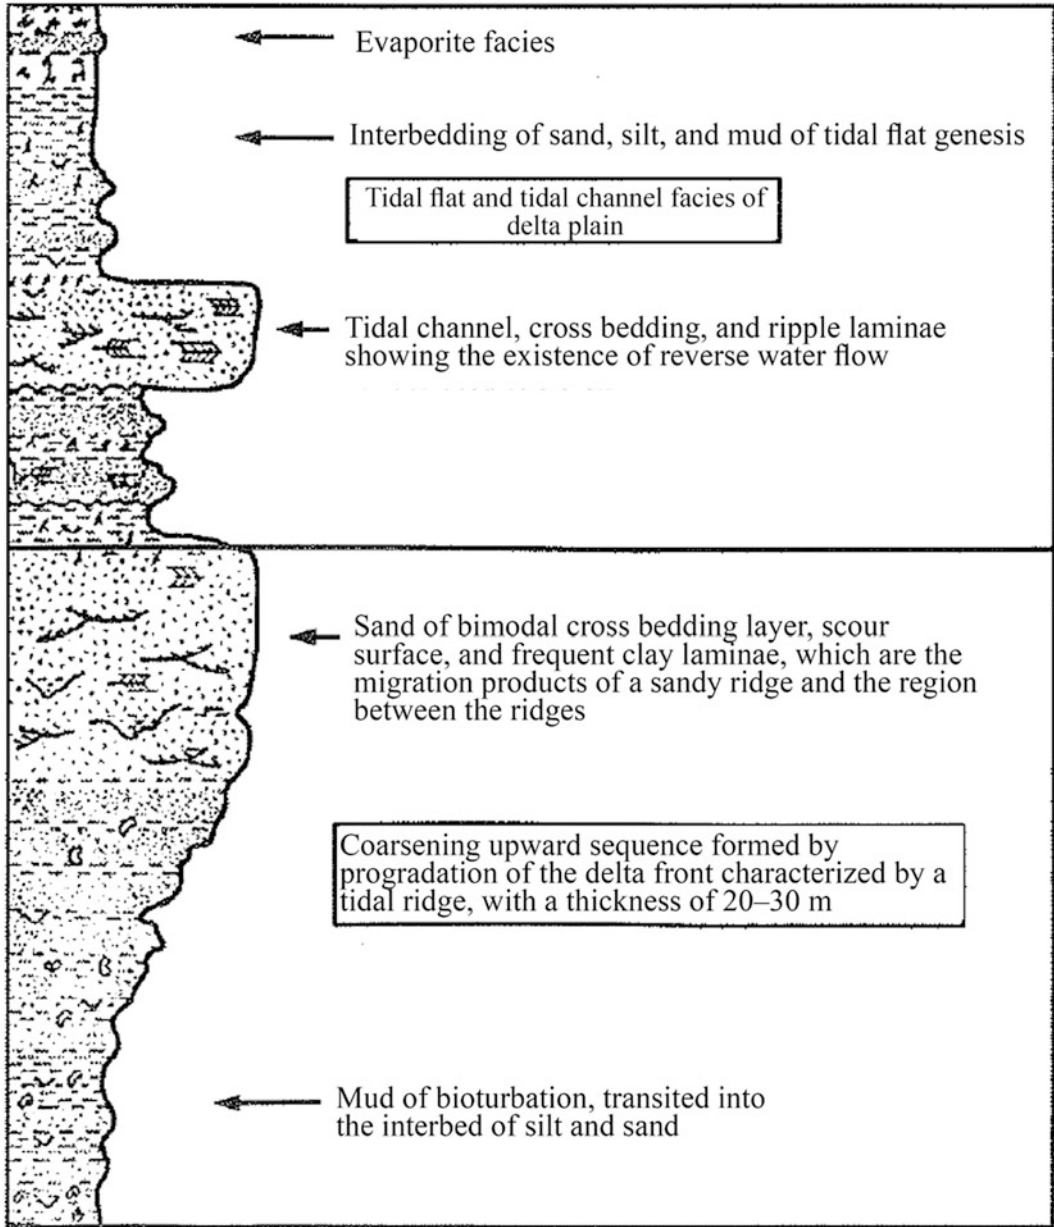 Evaporite facies
Interbedding of sand, silt, and mud of tidal flat genesis
Tidal flat and tidal channel facies of
delta plain
Tidal channel, cross bedding, and ripple laminae
showing the existence of reverse water flow
Sand of bimodal cross bedding layer, scour
surface, and frequent clay laminae, which are the
migration products of a sandy ridge and the region
between the ridges
Coarsening upward sequence formed by
progradation of the delta front characterized by a
tidal ridge, with a thickness of 20–30 m
Mud of bioturbation, transited into
the interbed of silt and sand